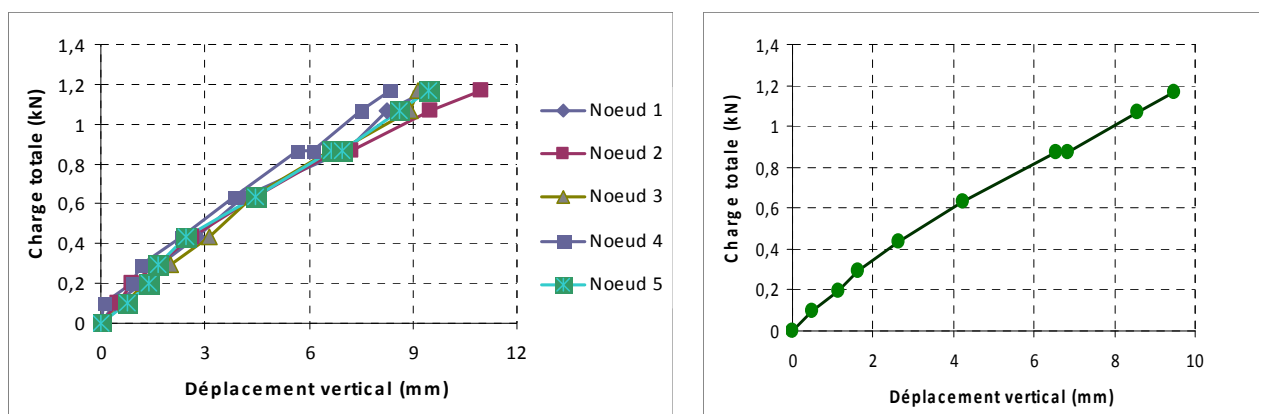 1,4
1,2
1
0,8
0,6
0,4
0,2
0
Charge totale (kN)
0 3 6 9 12
Déplacement vertical (mm)
Noeud 1
Noeud 2
Noeud 3
Noeud 4
Noeud 5
1,4
1,2
1
0,8
0,6
0,4
0,2
0
Charge totale (kN)
0 2 4 6 8 10
Déplacement vertical (mm)